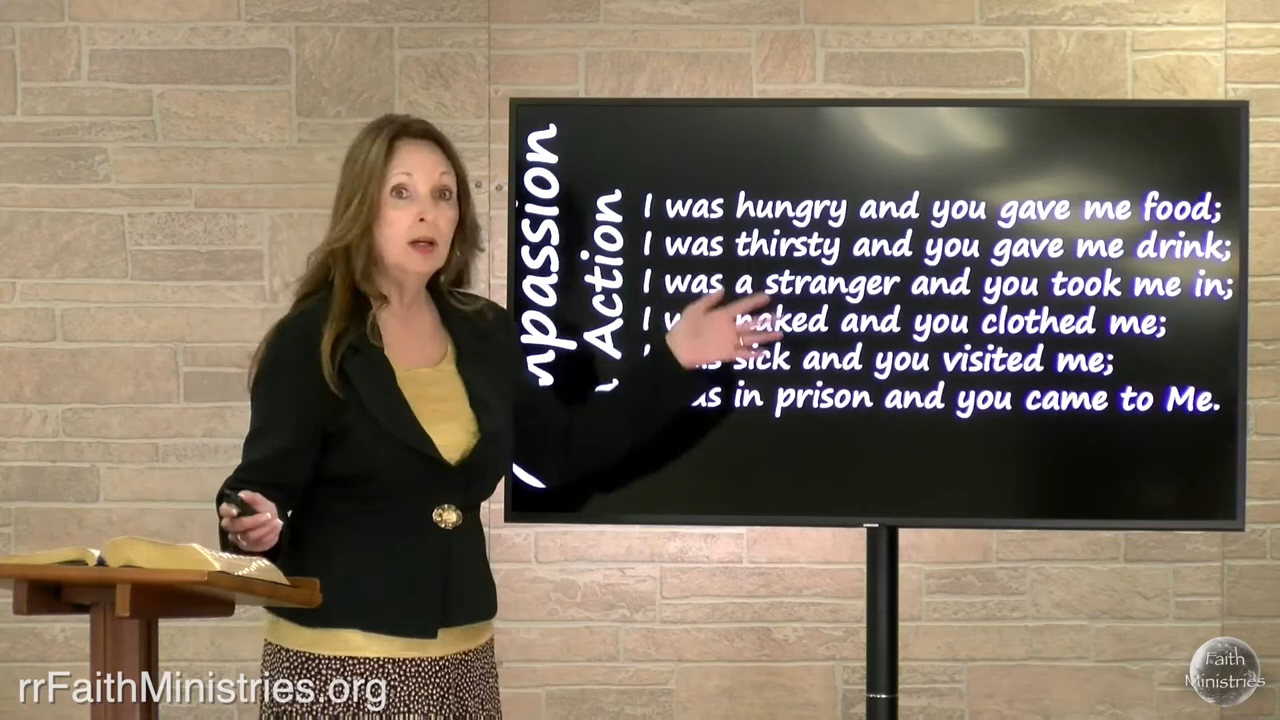 Action
I was hungry and you gave me food;
I was thirsty and you gave me drink;
I was a stranger and you took me in;
I naked and you clothed me;
sick and you visited me;
in prison and you came to Me.
rrFaithMinistries.org
Faith
Ministries